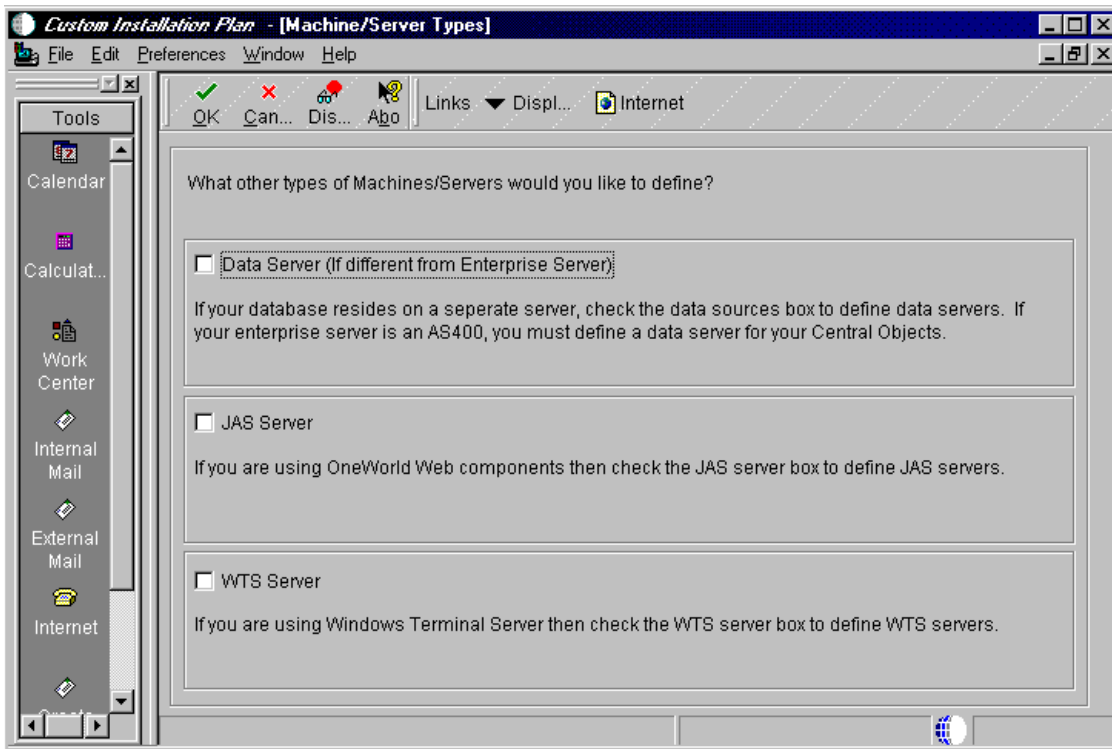 Custom Installation Plan - [Machine/Server Types]
File Edit Preferences Window Help
Tools
Calendar
Calculat...
Work
Center
Internal
Mail
External
Mail
Internet
OK Can... Dis... Abo Links Displ... Internet
What other types of Machines/Servers would you like to define?
Data Server (If different from Enterprise Server)
If your database resides on a seperate server, check the data sources box to define data servers. If
your enterprise server is an AS400, you must define a data server for your Central Objects.
JAS Server
If you are using OneWorld Web components then check the JAS server box to define JAS servers.
WTS Server
If you are using Windows Terminal Server then check the WTS server box to define WTS servers.